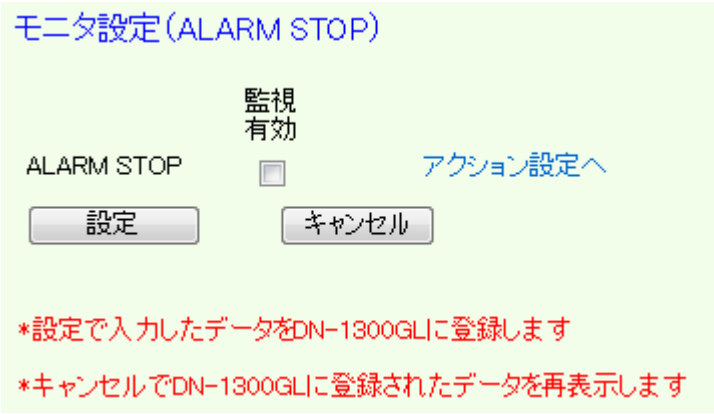 モニタ設定(ALARM STOP)
監視
有効
ALARM STOP アクション設定へ
設定 キャンセル
*設定で入力したデータをDN-1300GLに登録します
*キャンセルでDN-1300GLに登録されたデータを再表示します